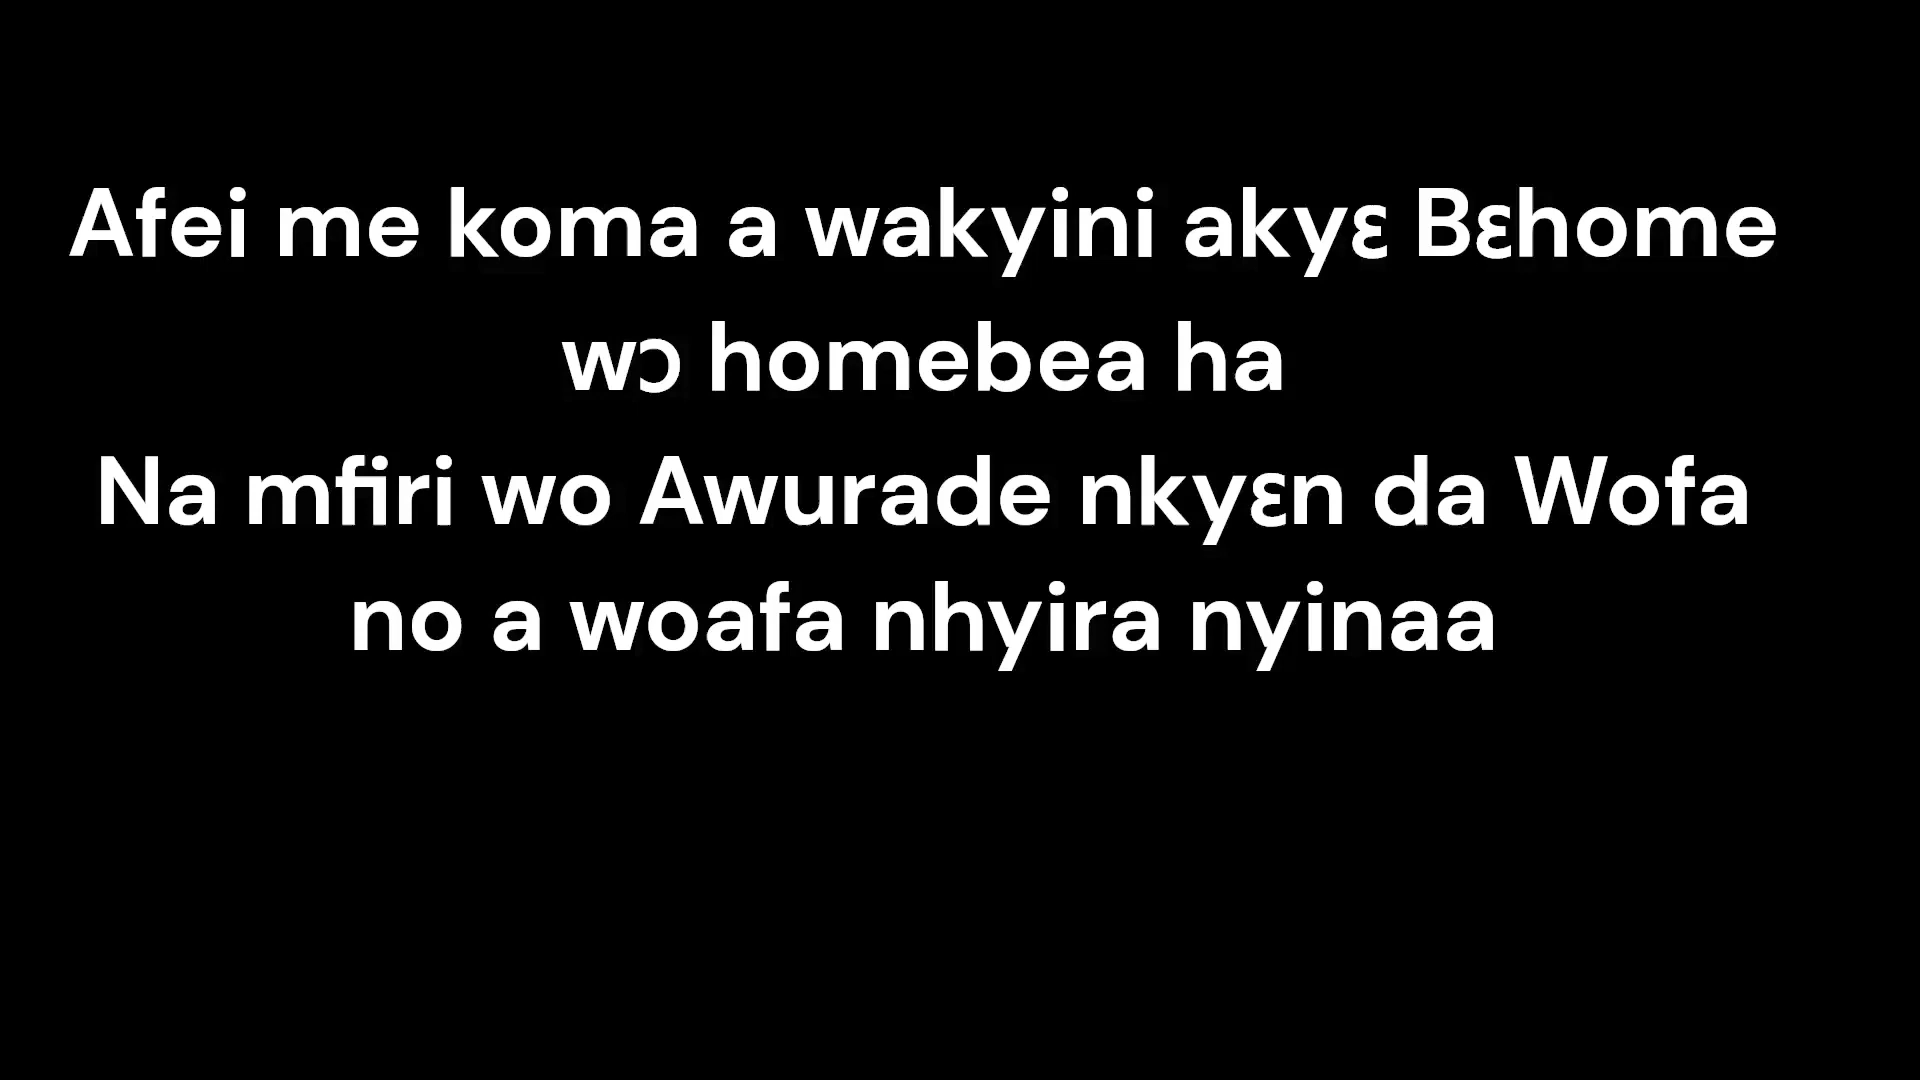 Afei me koma a wakyini akyɛ Bɛhome
wɔ homebea ha
Na mfiri wo Awurade nkyɛn da Wofa
no a woafa nhyira nyinaa